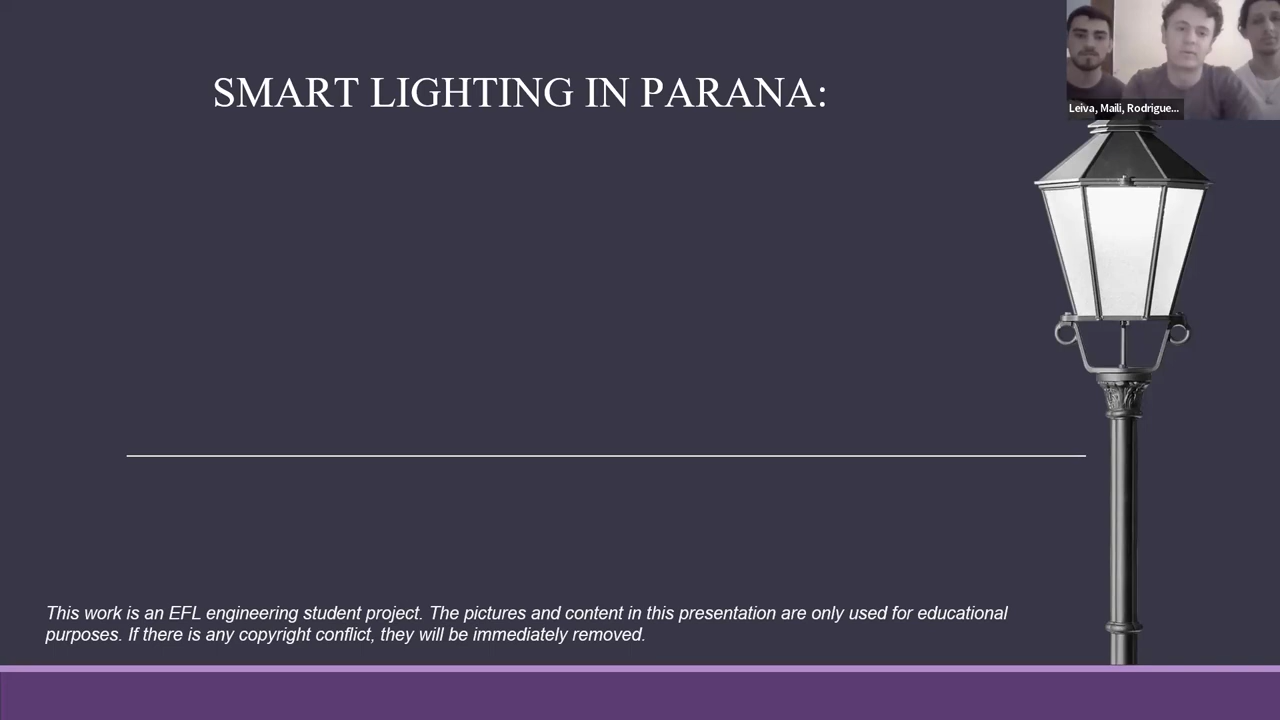 SMART LIGHTING IN PARANA:
Leiva, Maili, Rodrigue...
This work is an EFL engineering student project. The pictures and content in this presentation are only used for educational
purposes. If there is any copyright conflict, they will be immediately removed.